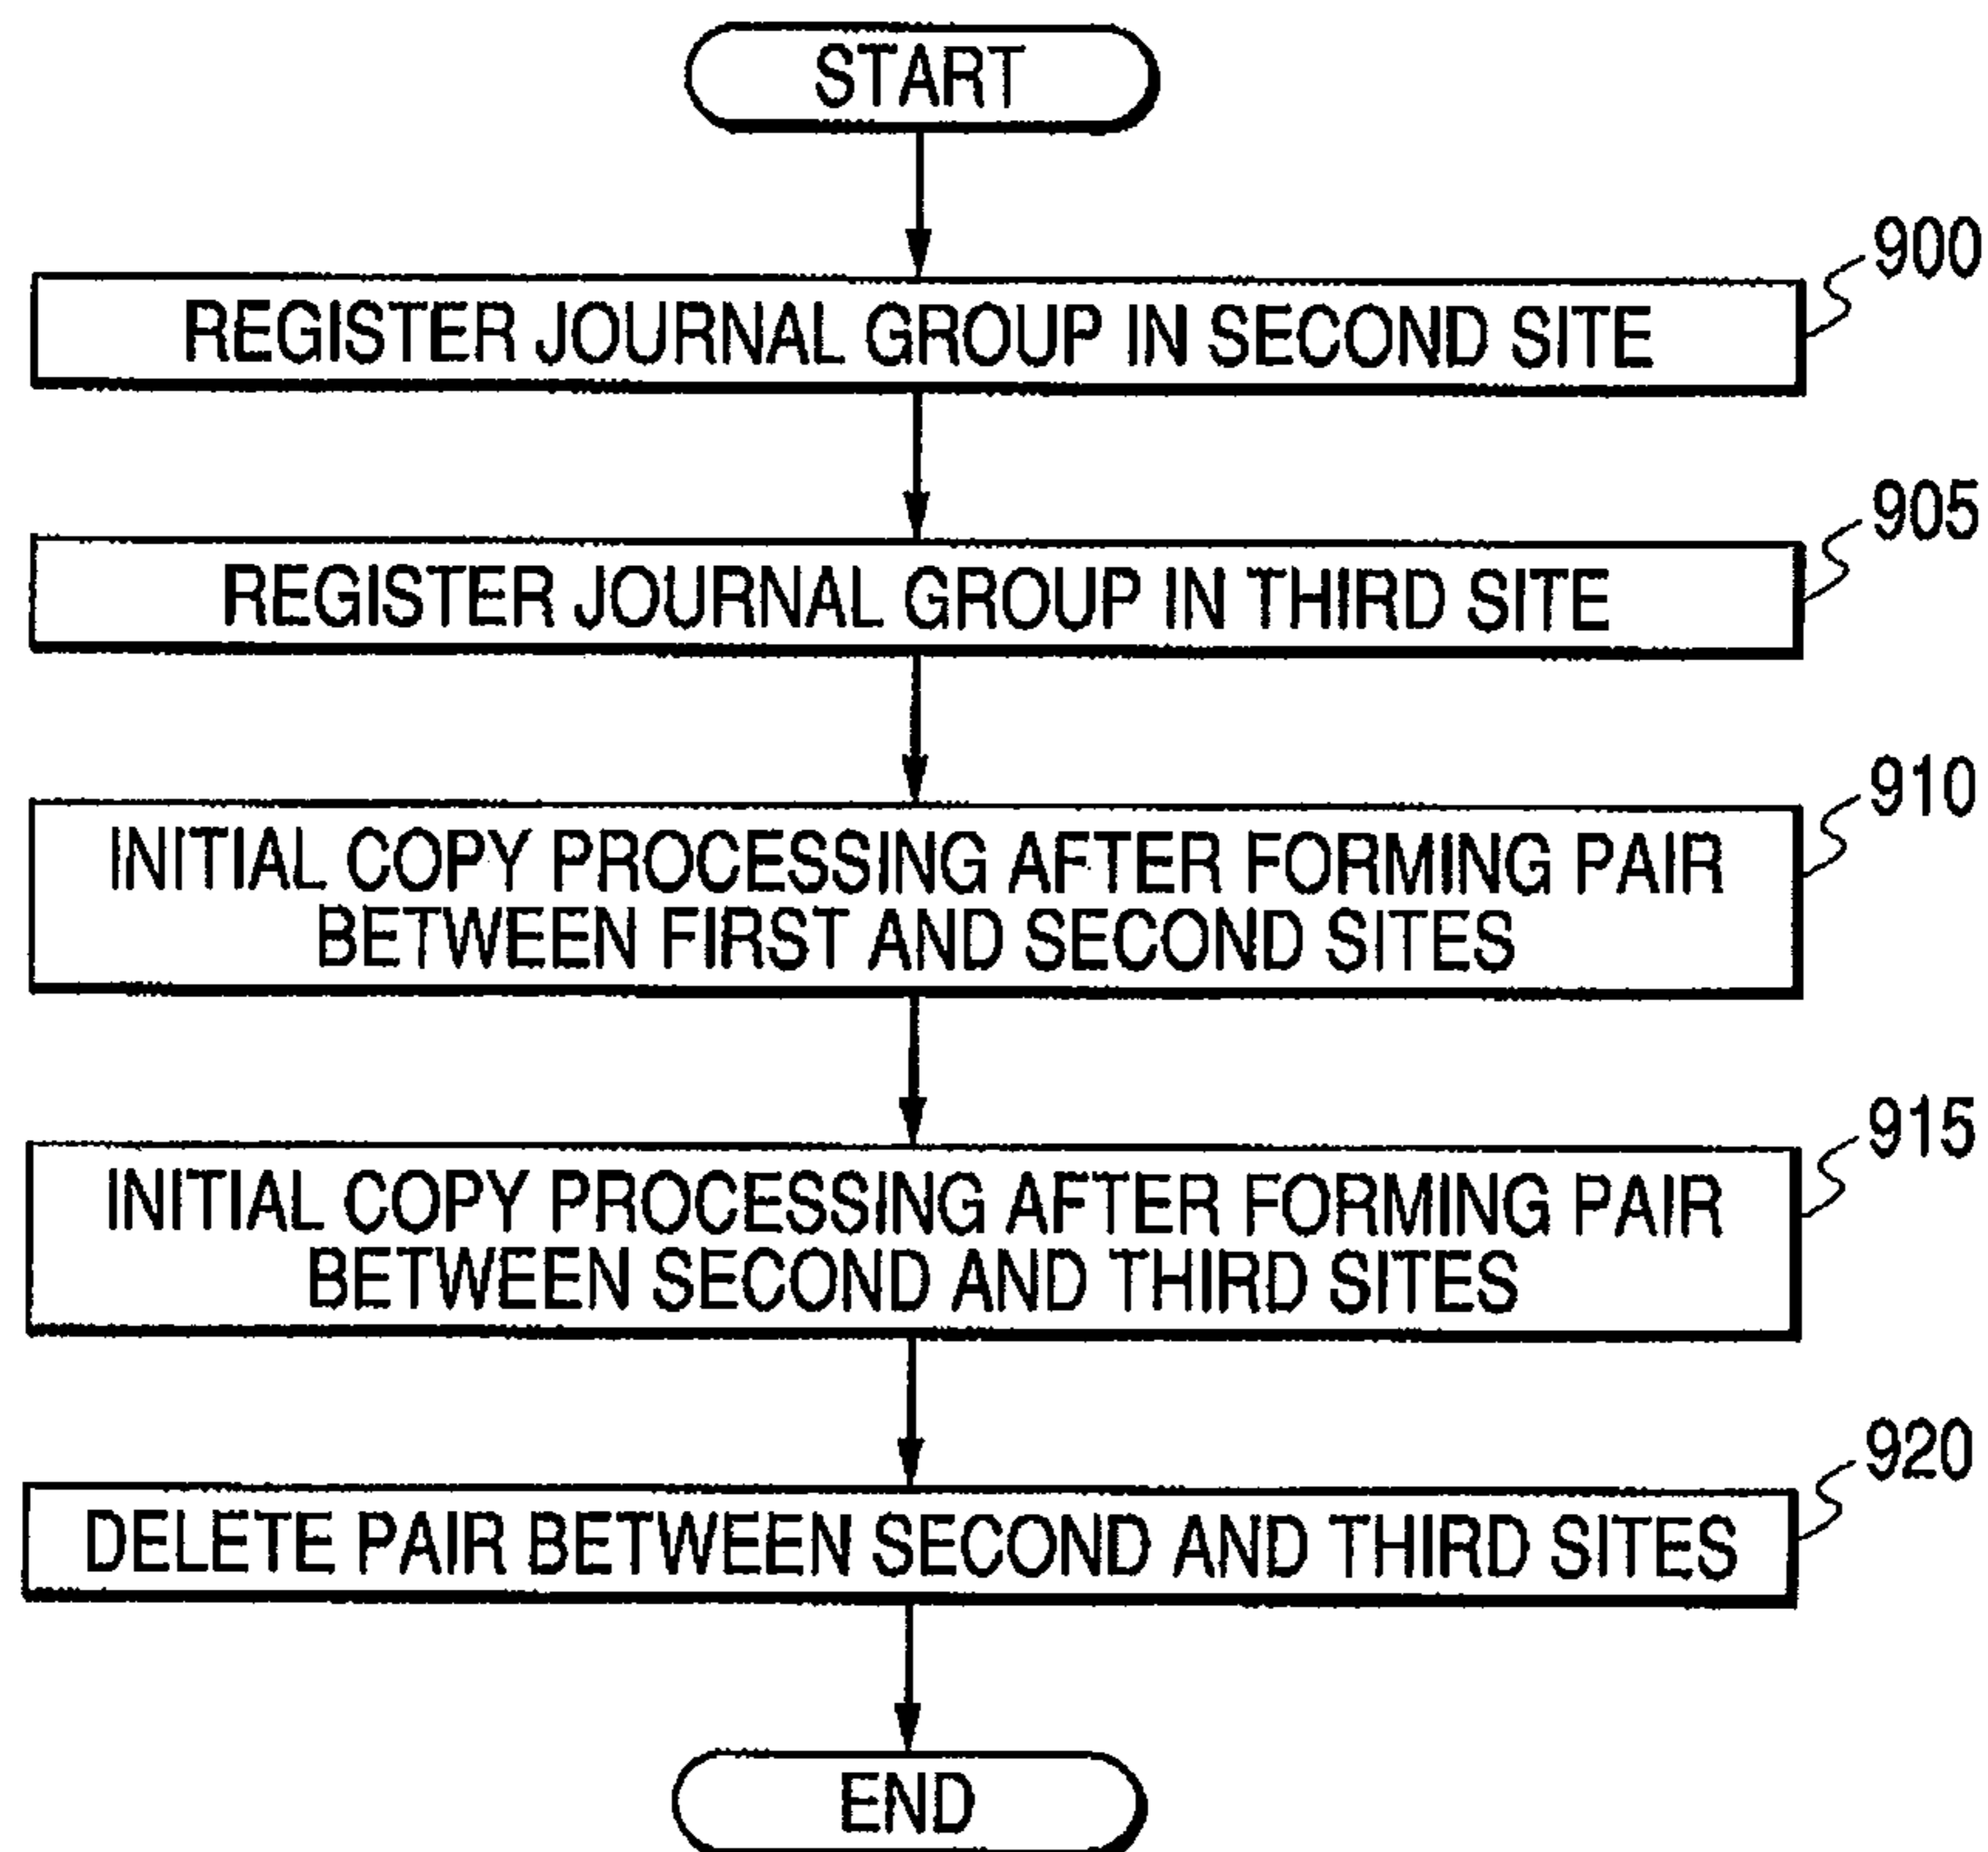 START
900
REGISTER JOURNAL GROUP IN SECOND SITE
905
REGISTER JOURNAL GROUP IN THIRD SITE
910
INITIAL COPY PROCESSING AFTER FORMING PAIR
BETWEEN FIRST AND SECOND SITES
915
INITIAL COPY PROCESSING AFTER FORMING PAIR
BETWEEN SECOND AND THIRD SITES
920
DELETE PAIR BETWEEN SECOND AND THIRD SITES
END